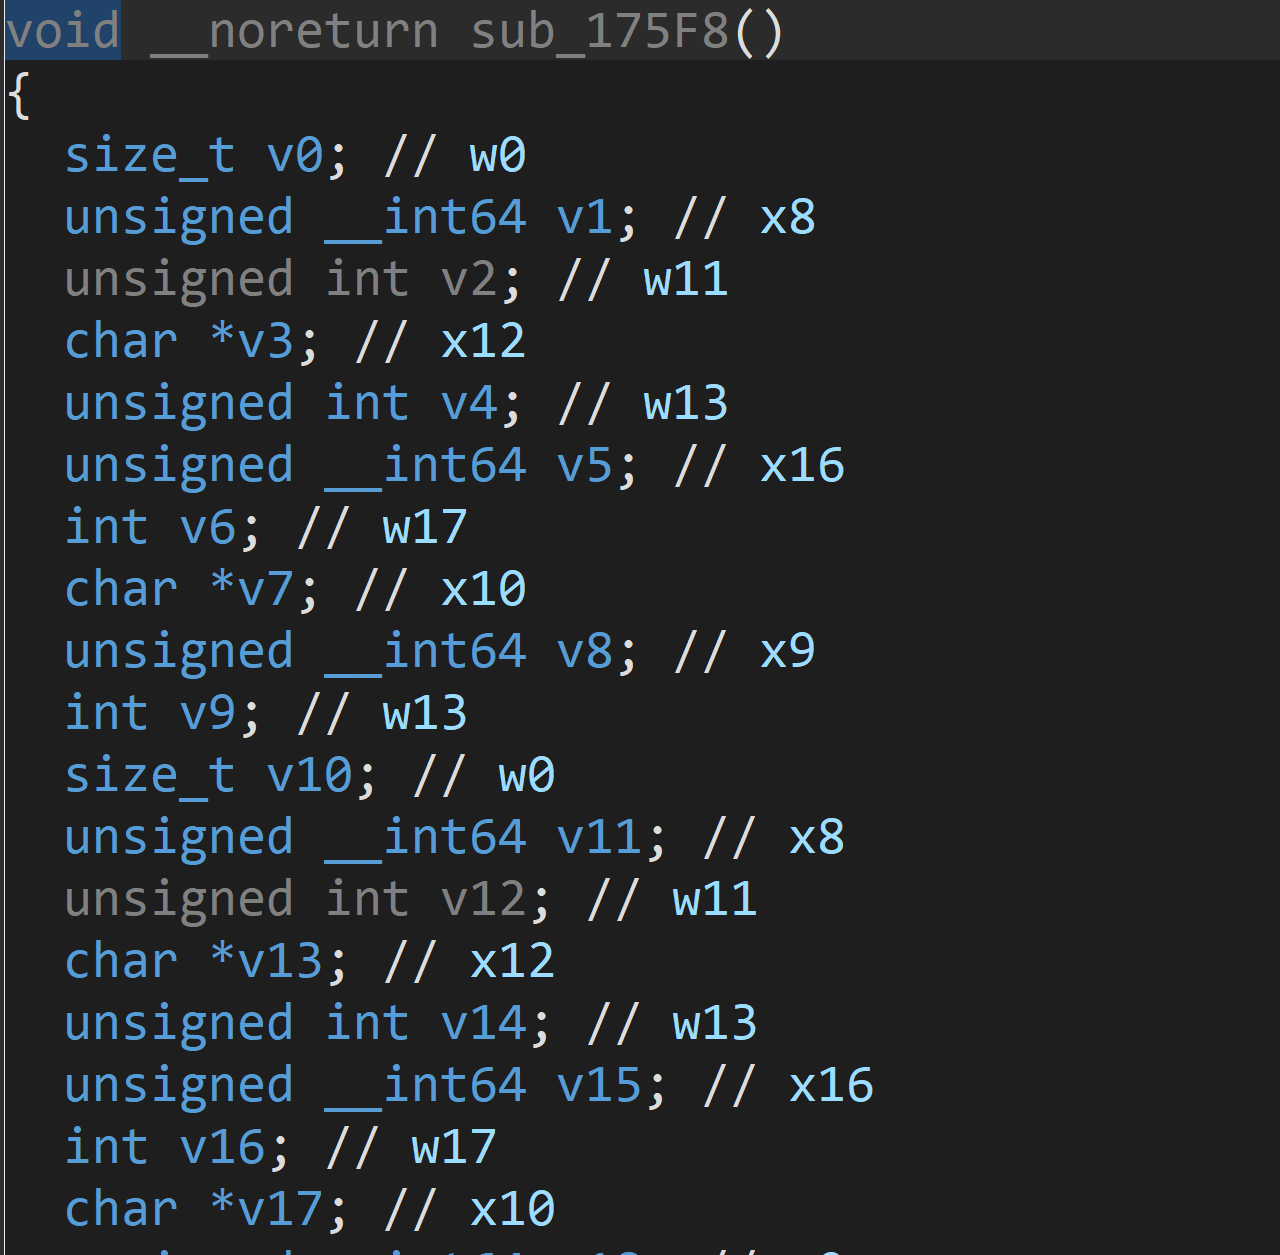 void __noreturn sub_175F8()
{
size_t v0; // w0
unsigned __int64 v1; // x8
unsigned int v2; // w11
char *v3; // x12
unsigned int v4; // w13
unsigned __int64 v5; // x16
int v6; // w17
char *v7; // x10
unsigned __int64 v8; // x9
int v9; // w13
size_t v10; // w0
unsigned __int64 v11; // x8
unsigned int v12; // w11
char *v13; // x12
unsigned int v14; // w13
unsigned __int64 v15; // x16
int v16; // w17
char *v17; // x10